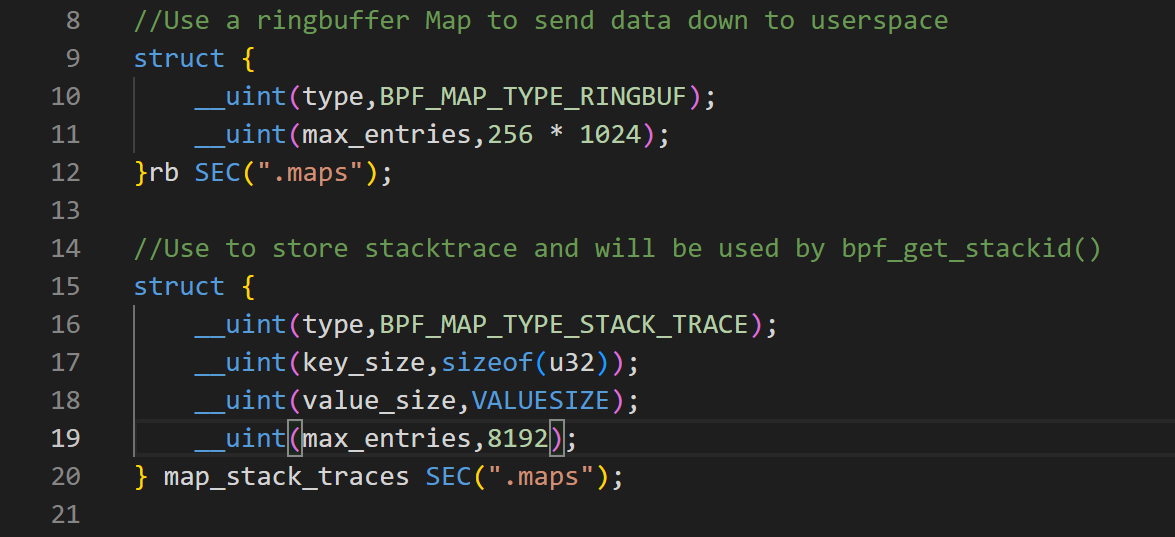 8 //Use a ringbuffer Map to send data down to userspace
9 struct {
10 __uint(type,BPF_MAP_TYPE_RINGBUF);
11 __uint(max_entries,256 * 1024);
12 }rb SEC(".maps");
13
14 //Use to store stacktrace and will be used by bpf_get_stackid()
15 struct {
16 __uint(type,BPF_MAP_TYPE_STACK_TRACE);
17 __uint(key_size,sizeof(u32));
18 __uint(value_size,VALUESIZE);
19 __uint(max_entries,8192);
20 } map_stack_traces SEC(".maps");
21